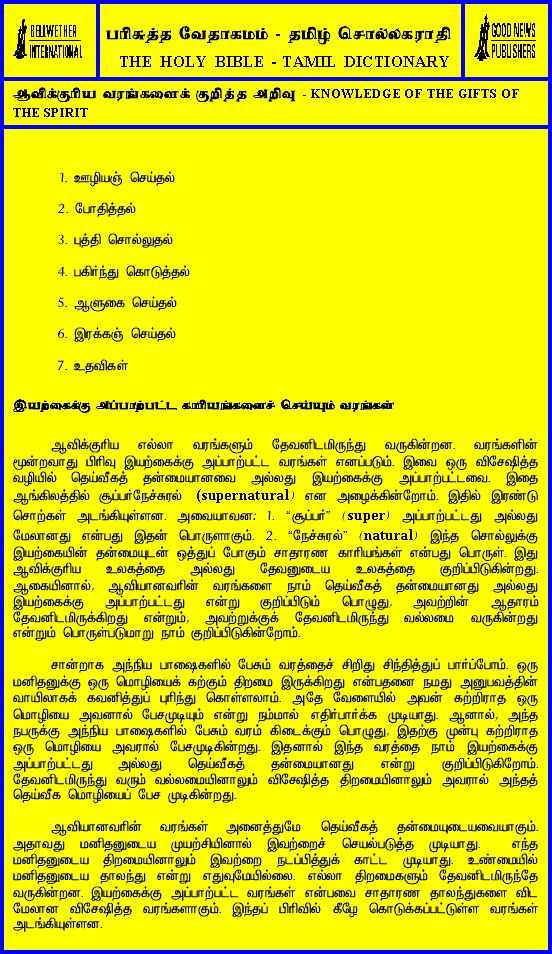 BELLWETHER
INTERNATIONAL
பரிசுத்த வேதாகமம் - தமிழ் சொல்லகராதி
THE HOLY BIBLE - TAMIL DICTIONARY
GOOD NEWS
PUBLISHERS
ஆவிக்குரிய வரங்களைக் குறித்த அறிவு - KNOWLEDGE OF THE GIFTS OF
THE SPIRIT
1. ஊழியஞ் செய்தல்
2. போதித்தல்
3. புத்தி சொல்லுதல்
4. பகிர்ந்து கொடுத்தல்
5. ஆளுகை செய்தல்
6. இரக்கஞ் செய்தல்
7. உதவிகள்
இயற்கைக்கு அப்பாற்பட்ட காரியங்களைச் செய்யும் வரங்கள்
ஆவிக்குரிய எல்லா வரங்களும் தேவனிடமிருந்து வருகின்றன. வரங்களின்
மூன்றவாது பிரிவு இயற்கைக்கு அப்பாற்பட்ட வரங்கள் எனப்படும். இவை ஒரு விசேஷித்த
வழியில் தெய்வீகத் தன்மையானவை அல்லது இயற்கைக்கு அப்பாற்பட்டவை. இதை
ஆங்கிலத்தில் சூப்பர்நேச்சுரல் (supernatural) என அழைக்கின்றோம். இதில் இரண்டு
சொற்கள் அடங்கியுள்ளன. அவையாவன: 1. “சூப்பர்” (super) அப்பாற்பட்டது அல்லது
மேலானது என்பது இதன் பொருளாகும். 2. “நேச்சுரல்” (natural) இந்த சொல்லுக்கு
இயற்கையின் தன்மையுடன் ஒத்துப் போகும் சாதாரண காரியங்கள் என்பது பொருள். இது
ஆவிக்குரிய உலகத்தை அல்லது தேவனுடைய உலகத்தை குறிப்பிடுகின்றது.
ஆகையினால், ஆவியானவரின் வரங்களை நாம் தெய்வீகத் தன்மையானது அல்லது
இயற்கைக்கு அப்பாற்பட்டது என்று குறிப்பிடும் பொழுது, அவற்றின் ஆதாரம்
தேவனிடமிருக்கிறது என்றும், அவற்றுக்குக் தேவனிடமிருந்து வல்லமை வருகின்றது
என்றும் பொருள்படுமாறு நாம் குறிப்பிடுகின்றோம்.
சான்றாக அந்நிய பாஷைகளில் பேசும் வரத்தைச் சிறிது சிந்தித்துப் பார்ப்போம். ஒரு
மனிதனுக்கு ஒரு மொழியைக் கற்கும் திறமை இருக்கிறது என்பதனை நமது அனுபவத்தின்
வாயிலாகக் கவனித்துப் புரிந்து கொள்ளலாம். அதே வேளையில் அவன் கற்றிராத ஒரு
மொழியை அவனால் பேசமுடியும் என்று நம்மால் எதிர்பார்க்க முடியாது. ஆனால், அந்த
நபருக்கு அந்நிய பாஷைகளில் பேசும் வரம் கிடைக்கும் பொழுது, இதற்கு முன்பு கற்றிராத
ஒரு மொழியை அவரால் பேசமுடிகின்றது. இதனால் இந்த வரத்தை நாம் இயற்கைக்கு
அப்பாற்பட்டது அல்லது தெய்வீகத் தன்மையானது என்று குறிப்பிடுகிறோம்.
தேவனிடமிருந்து வரும் வல்லமையினாலும் விசேஷித்த திறமையினாலும் அவரால் அந்தத்
தெய்வீக மொழியைப் பேச முடிகின்றது.
ஆவியானவரின் வரங்கள் அனைத்துமே தெய்வீகத் தன்மையுடையவையாகும்.
அதாவது மனிதனுடைய முயற்சியினால் இவற்றைச் செயல்படுத்த முடியாது. எந்த
மனிதனுடைய திறமையினாலும் இவற்றை நடப்பித்துக் காட்ட முடியாது. உண்மையில்
மனிதனுடைய தாலந்து என்று எதுவுமேயில்லை. எல்லா திறமைகளும் தேவனிடமிருந்தே
வருகின்றன. இயற்கைக்கு அப்பாற்பட்ட வரங்கள் என்பவை சாதாரண தாலந்துகளை விட
மேலான விசேஷித்த வரங்களாகும். இந்தப் பிரிவில் கீழே கொடுக்கப்பட்டுள்ள வரங்கள்
அடங்கியுள்ளன.